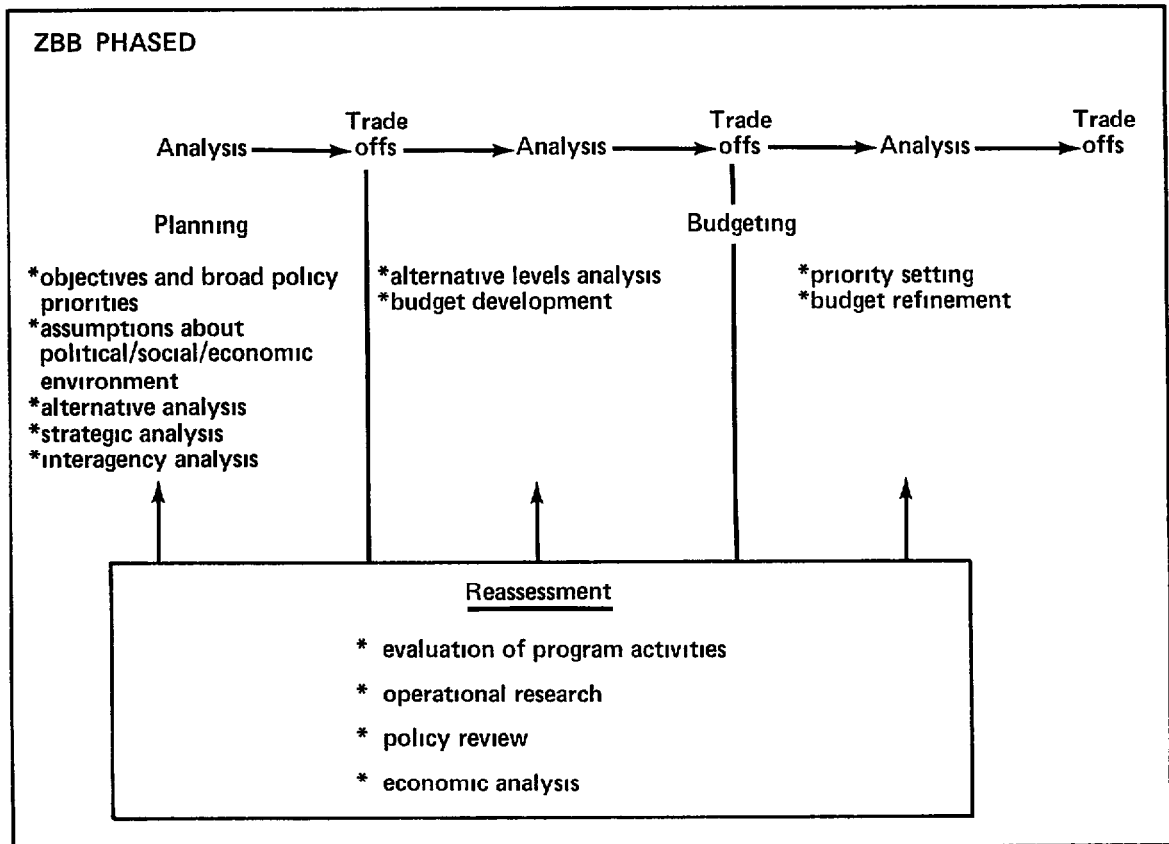 ZBB PHASED
Analysis
Trade
offs
Analysis
Trade
offs
Analysis
Trade
offs
Planning
*objectives and broad policy
priorities
*assumptions about
political/social/economic
environment
*alternative analysis
*strategic analysis
*interagency analysis
*alternative levels analysis
*budget development
Budgeting
*priority setting
*budget refinement
Reassessment
* evaluation of program activities
* operational research
* policy review
* economic analysis